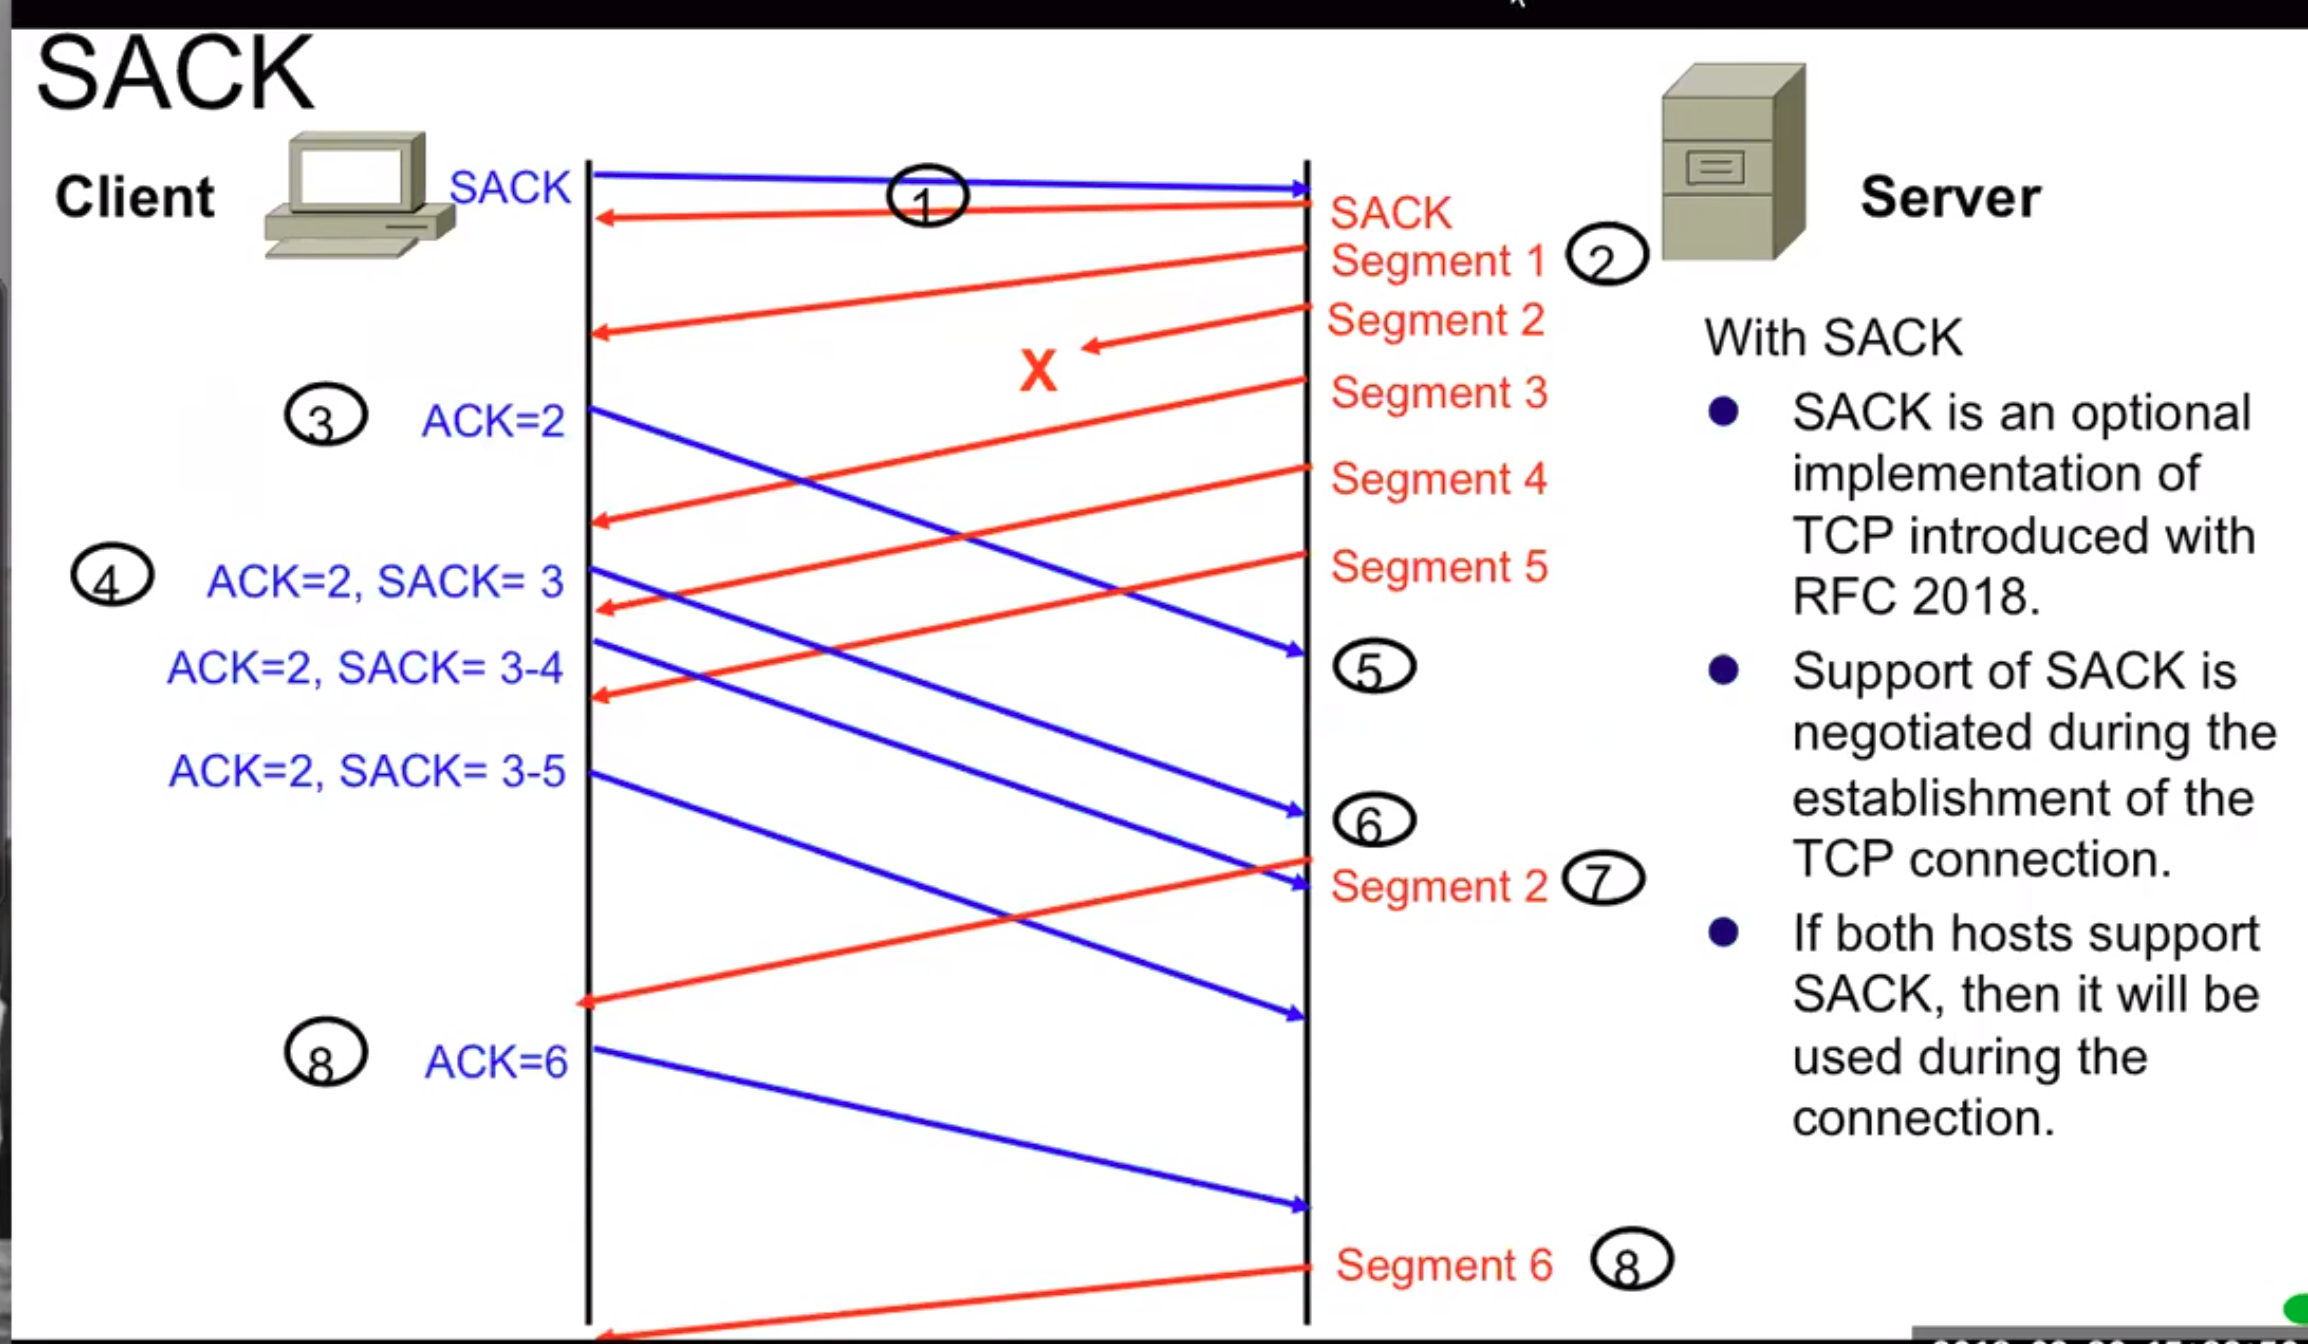 SACK
Client
SACK
1
SACK
Server
Segment 1
2
Segment 2
X
With SACK
Segment 3
3
ACK=2
SACK is an optional
implementation of
TCP introduced with
RFC 2018.
Segment 4
Segment 5
4
ACK=2, SACK= 3
ACK=2, SACK= 3-4
5
Support of SACK is
negotiated during the
establishment of the
TCP connection.
ACK=2, SACK= 3-5
6
Segment 2
7
If both hosts support
SACK, then it will be
used during the
connection.
8
ACK=6
Segment 6
8